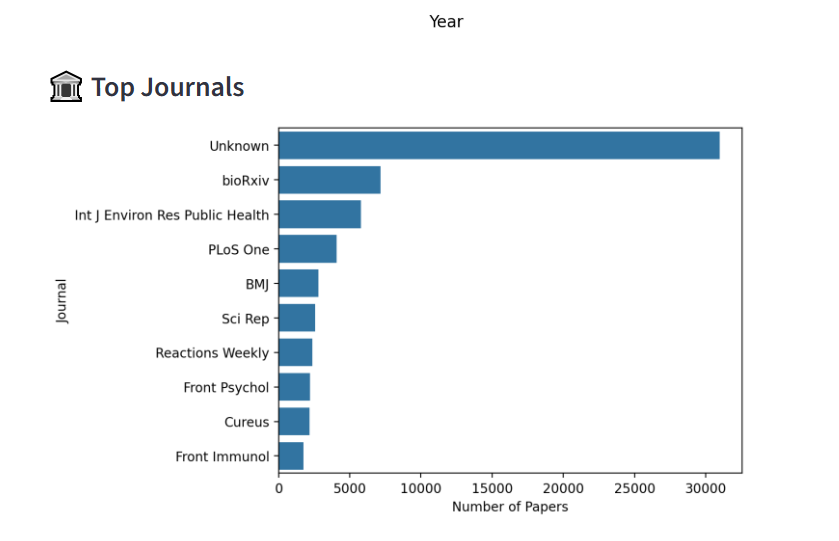 Year
Top Journals
Unknown
bioRxiv
Int J Environ Res Public Health
PLoS One
BMJ
Sci Rep
Reactions Weekly
Front Psychol
Cureus
Front Immunol
Journal
0 5000 10000 15000 20000 25000 30000
Number of Papers